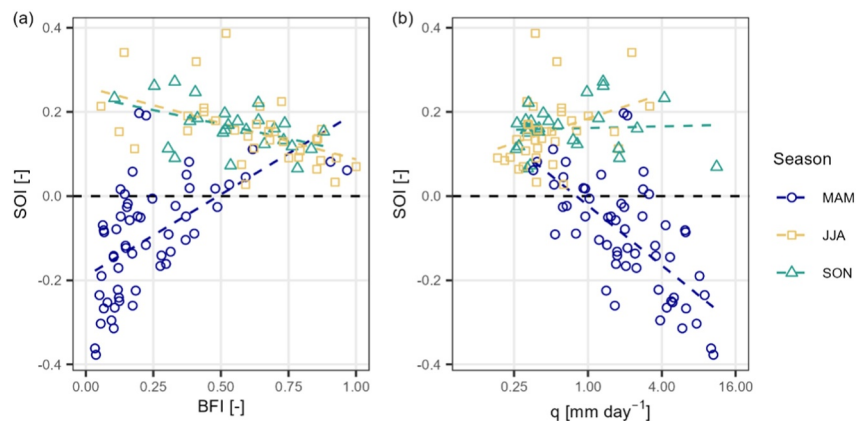 (a)
(b)
0.4
0.2
0.0
-0.2
-0.4
SOI [-]
0.00 0.25 0.50 0.75 1.00
BFI [-]
0.4
0.2
0.0
-0.2
-0.4
SOI [-]
0.25 1.00 4.00 16.00
q [mm day⁻¹]
Season
MAM
JJA
SON